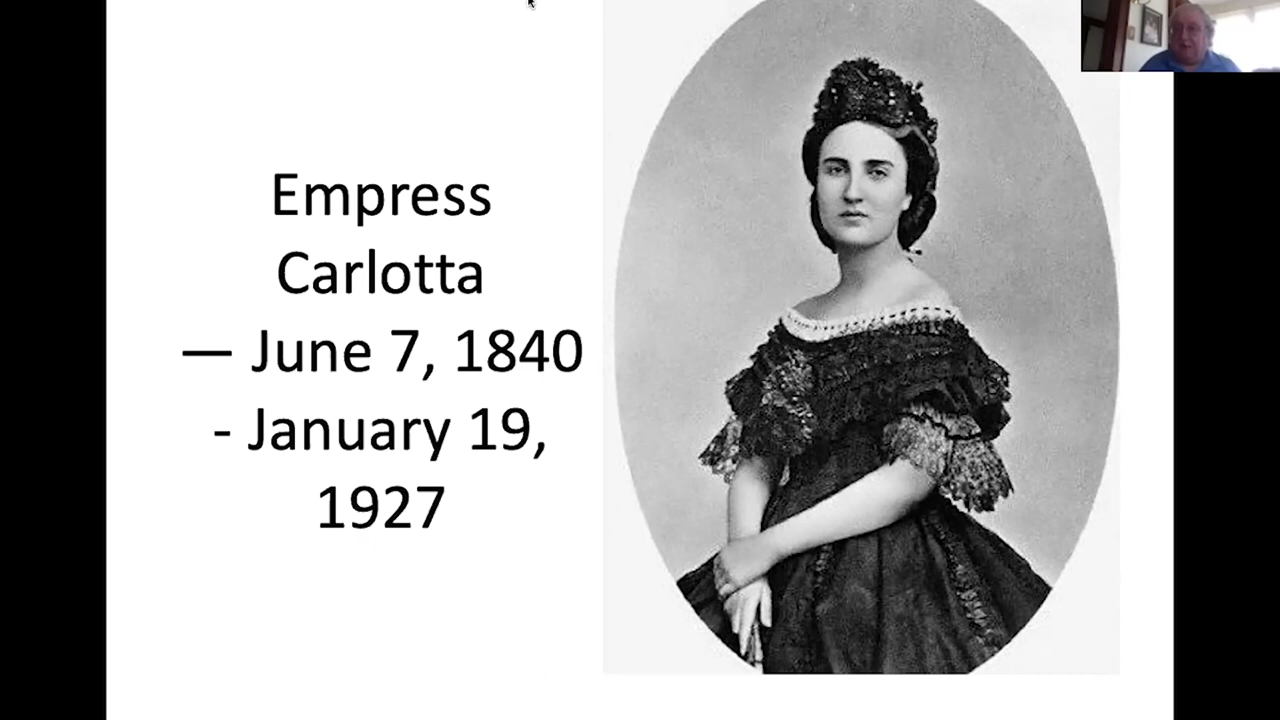 Empress
Carlotta
— June 7, 1840
- January 19,
1927